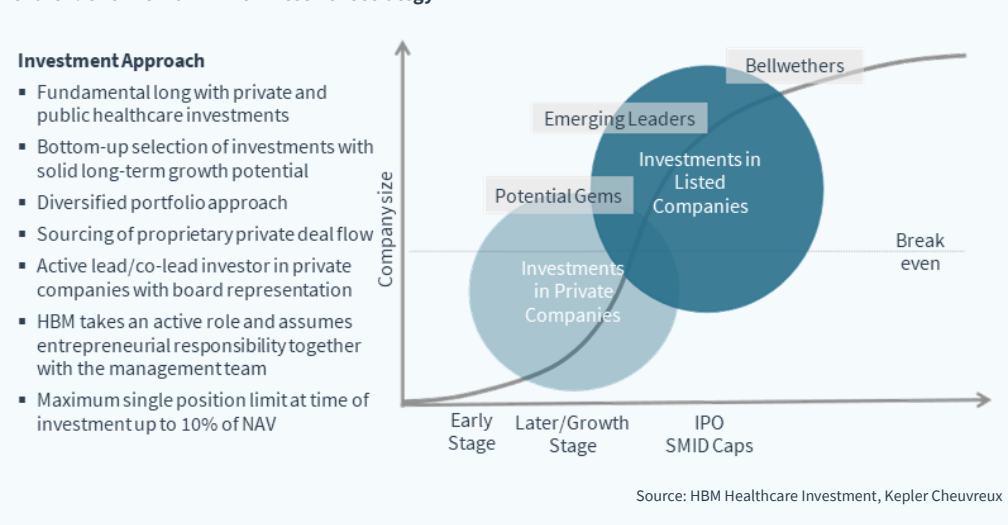 Investment Approach
▪ Fundamental long with private and
public healthcare investments
▪ Bottom-up selection of investments with
solid long-term growth potential
▪ Diversified portfolio approach
▪ Sourcing of proprietary private deal flow
▪ Active lead/co-lead investor in private
companies with board representation
▪ HBM takes an active role and assumes
entrepreneurial responsibility together
with the management team
▪ Maximum single position limit at time of
investment up to 10% of NAV
Company size
Bellwethers
Emerging Leaders
Investments in
Listed
Companies
Potential Gems
Break
even
Investments
in Private
Companies
Early
Stage
Later/Growth
Stage
IPO
SMID Caps
Source: HBM Healthcare Investment, Kepler Cheuvreux